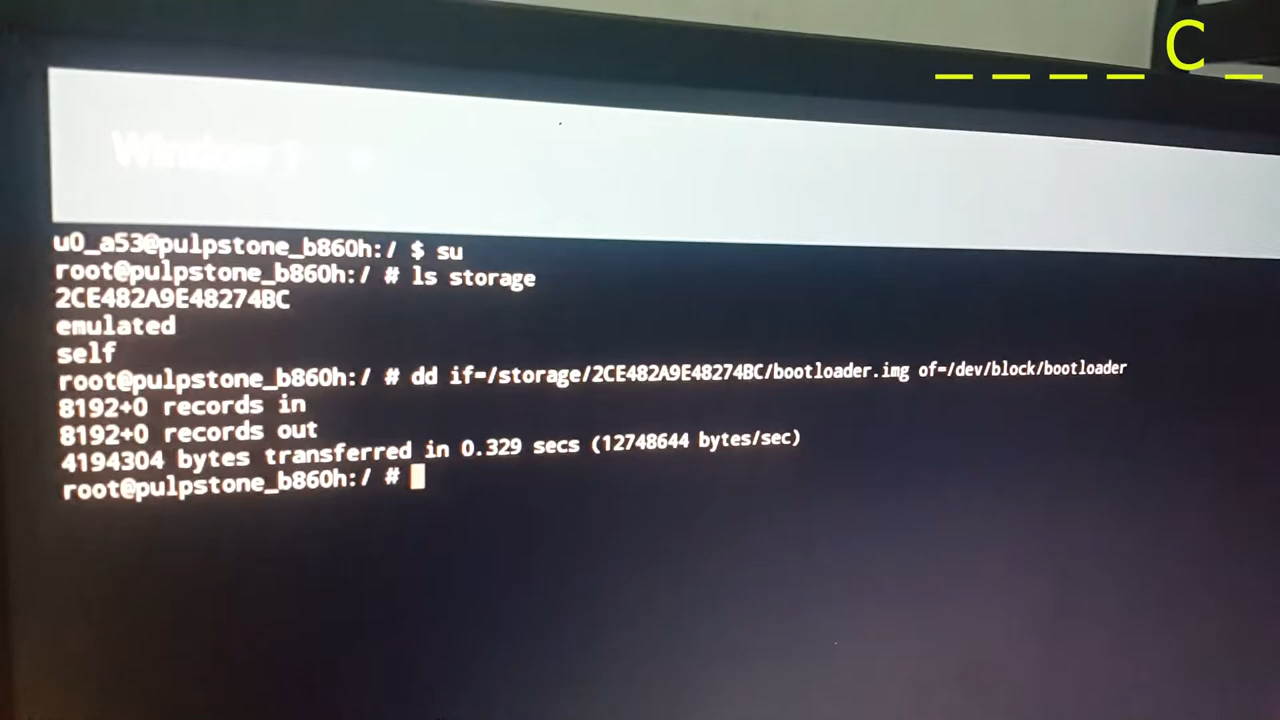 _ _ _ _ C _
Window 1
u0_a53@pulpstone_b860h:/ $ su
root@pulpstone_b860h:/ # ls storage
2CE482A9E48274BC
emulated
self
root@pulpstone_b860h:/ # dd if=/storage/2CE482A9E48274BC/bootloader.img of=/dev/block/bootloader
8192+0 records in
8192+0 records out
4194304 bytes transferred in 0.329 secs (12748644 bytes/sec)
root@pulpstone_b860h:/ #